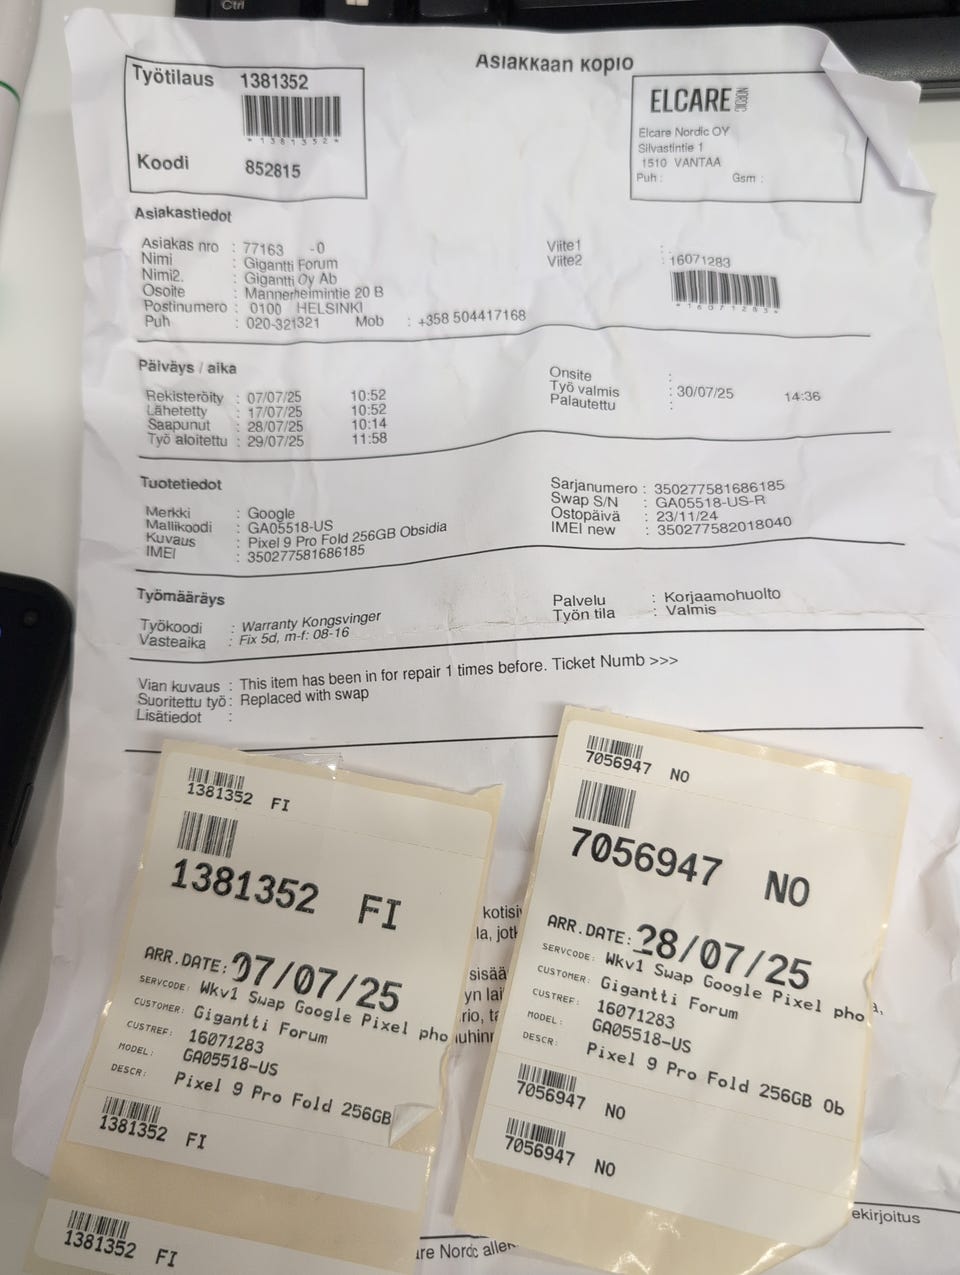 Ctrl
Asiakkaan kopio
Työtilaus 1381352
*1381352*
Koodi 852815
ELCARE NORDIC
Elcare Nordic OY
Silvastintie 1
1510 VANTAA
Puh : Gsm :
Asiakastiedot
Asiakas nro : 77163 -0
Nimi : Gigantti Forum
Nimi2. : Gigantti Oy Ab
Osoite : Mannerheimintie 20 B
Postinumero : 0100 HELSINKI
Puh : 020-321321 Mob : +358 504417168
Viite1 :
Viite2 : 16071283
*16071283*
Päiväys / aika
Rekisteröity : 07/07/25 10:52
Lähetetty : 17/07/25 10:52
Saapunut : 28/07/25 10:14
Työ aloitettu : 29/07/25 11:58
Onsite :
Työ valmis : 30/07/25 14:36
Palautettu :
Tuotetiedot
Merkki : Google
Mallikoodi : GA05518-US
Kuvaus : Pixel 9 Pro Fold 256GB Obsidia
IMEI : 350277581686185
Sarjanumero : 350277581686185
Swap S/N : GA05518-US-R
Ostopäivä : 23/11/24
IMEI new : 350277582018040
Työmääräys
Työkoodi : Warranty Kongsvinger
Vasteaika : Fix 5d, m-f: 08-16
Palvelu : Korjaamohuolto
Työn tila : Valmis
Vian kuvaus : This item has been in for repair 1 times before. Ticket Numb >>>
Suoritettu työ : Replaced with swap
Lisätiedot :
1381352 FI
1381352 FI
ARR.DATE: 07/07/25
SERVCODE: Wkv1 Swap Google Pixel pho
CUSTOMER: Gigantti Forum
CUSTREF: 16071283
MODEL: GA05518-US
DESCR: Pixel 9 Pro Fold 256GB
1381352 FI
1381352 FI
7056947 NO
7056947 NO
ARR.DATE: 28/07/25
SERVCODE: Wkv1 Swap Google Pixel pho
CUSTOMER: Gigantti Forum
CUSTREF: 16071283
MODEL: GA05518-US
DESCR: Pixel 9 Pro Fold 256GB Ob
7056947 NO
7056947 NO
ekirjoitus